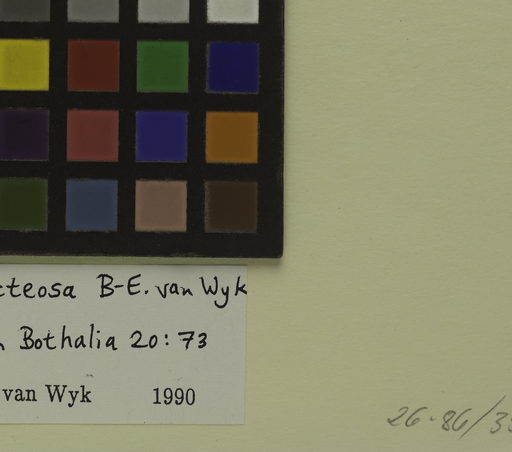 cteosa B-E. van Wyk
Bothalia 20: 73
van Wyk 1990
26-86/3